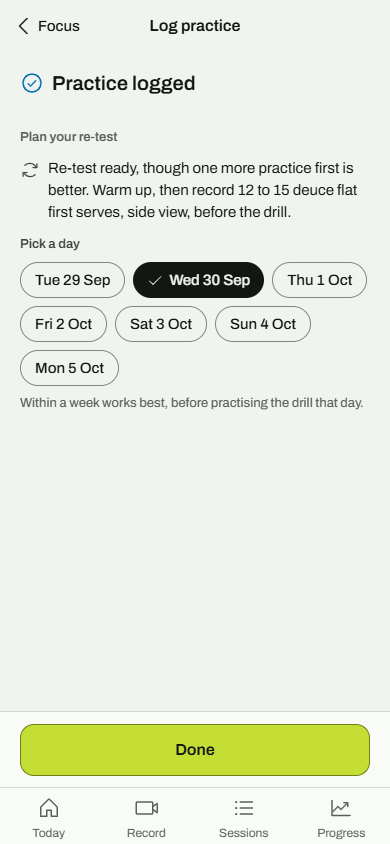 Focus
Log practice
Practice logged
Plan your re-test
Re-test ready, though one more practice first is
better. Warm up, then record 12 to 15 deuce flat
first serves, side view, before the drill.
Pick a day
Tue 29 Sep
Wed 30 Sep
Thu 1 Oct
Fri 2 Oct
Sat 3 Oct
Sun 4 Oct
Mon 5 Oct
Within a week works best, before practising the drill that day.
Done
Today
Record
Sessions
Progress